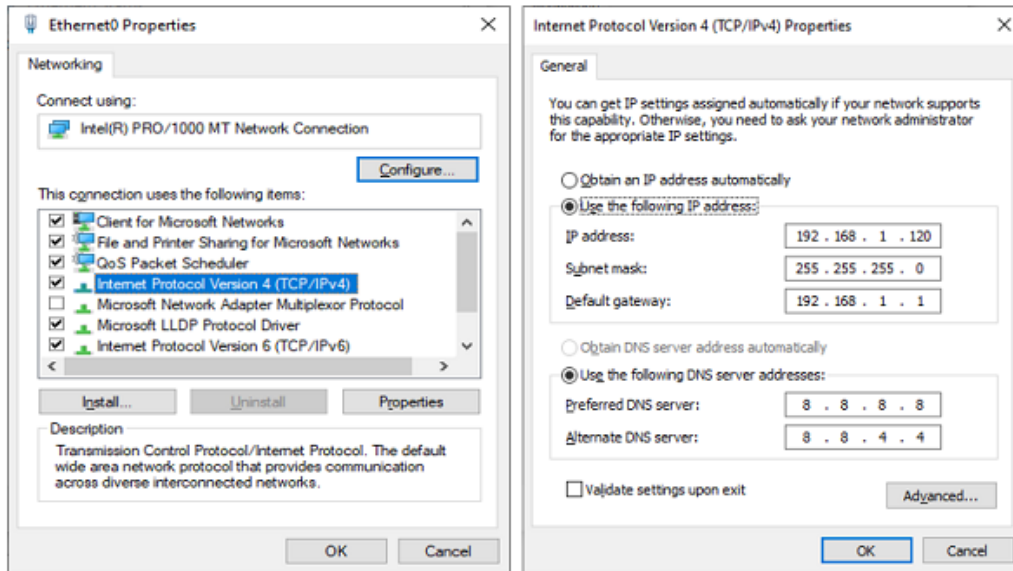 Ethernet0 Properties
Networking
Connect using:
Intel(R) PRO/1000 MT Network Connection
Configure...
This connection uses the following items:
Client for Microsoft Networks
File and Printer Sharing for Microsoft Networks
QoS Packet Scheduler
Internet Protocol Version 4 (TCP/IPv4)
Microsoft Network Adapter Multiplexor Protocol
Microsoft LLDP Protocol Driver
Internet Protocol Version 6 (TCP/IPv6)
Install...
Uninstall
Properties
Description
Transmission Control Protocol/Internet Protocol. The default
wide area network protocol that provides communication
across diverse interconnected networks.
OK
Cancel
Internet Protocol Version 4 (TCP/IPv4) Properties
General
You can get IP settings assigned automatically if your network supports
this capability. Otherwise, you need to ask your network administrator
for the appropriate IP settings.
Obtain an IP address automatically
Use the following IP address:
IP address: 192 . 168 . 1 . 120
Subnet mask: 255 . 255 . 255 . 0
Default gateway: 192 . 168 . 1 . 1
Obtain DNS server address automatically
Use the following DNS server addresses:
Preferred DNS server: 8 . 8 . 8 . 8
Alternate DNS server: 8 . 8 . 4 . 4
Validate settings upon exit
Advanced...
OK
Cancel